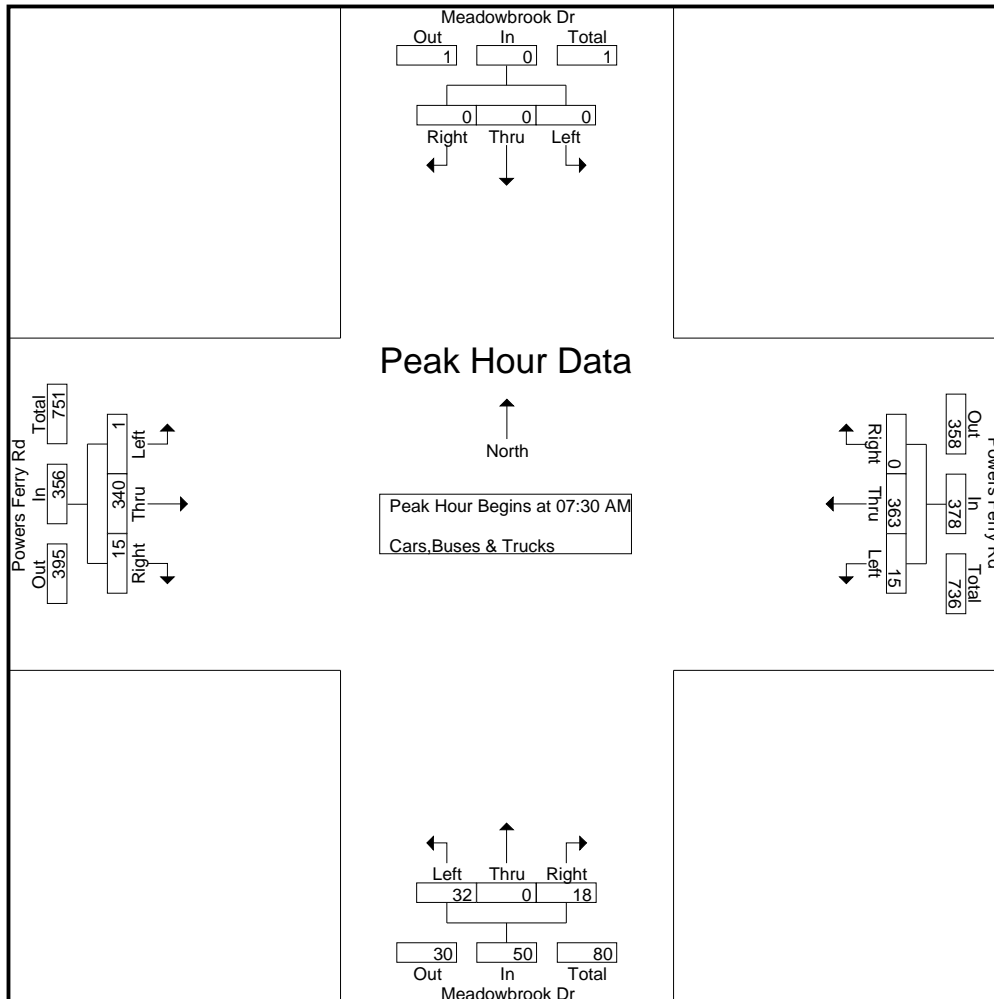 Meadowbrook Dr
Out In Total
1 0 1
0 0 0
Right Thru Left
Peak Hour Data
North
Peak Hour Begins at 07:30 AM
Cars,Buses & Trucks
Powers Ferry Rd
Total In Out
751 356 395
1 340 15
Left Thru Right
Powers Ferry Rd
Out In Total
358 378 736
0 363 15
Right Thru Left
Left Thru Right
32 0 18
30 50 80
Out In Total
Meadowbrook Dr